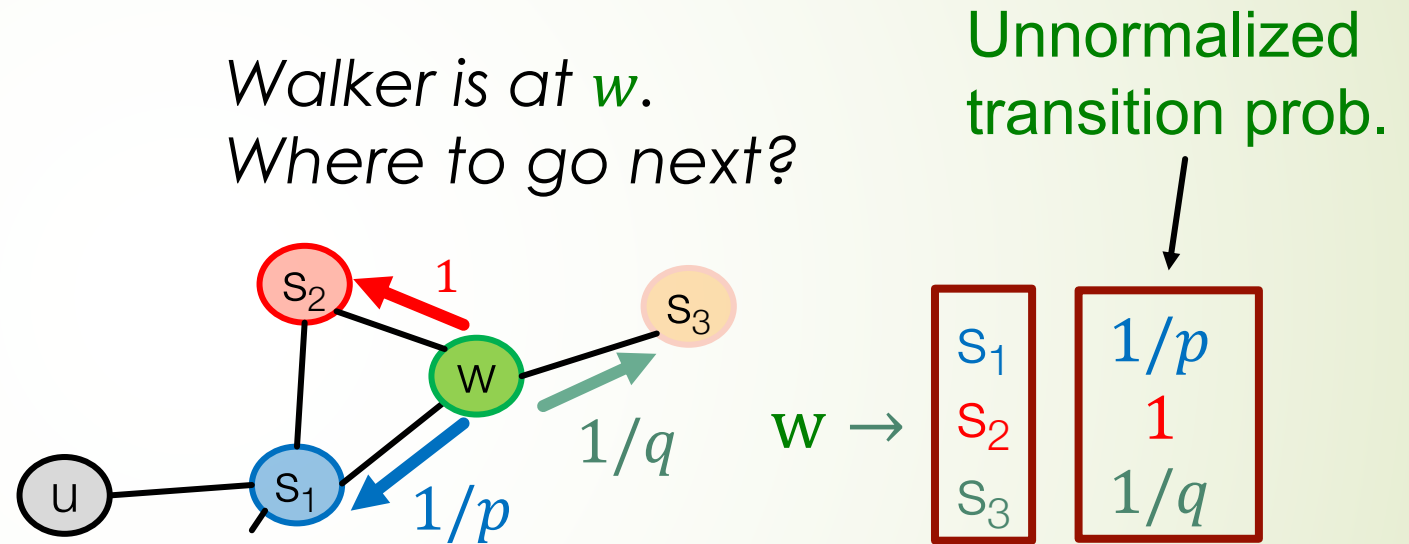 Walker is at w.
Where to go next?
Unnormalized
transition prob.
s₂
1
s₃
w
1/q
u
s₁
1/p
w →
s₁ 1/p
s₂ 1
s₃ 1/q